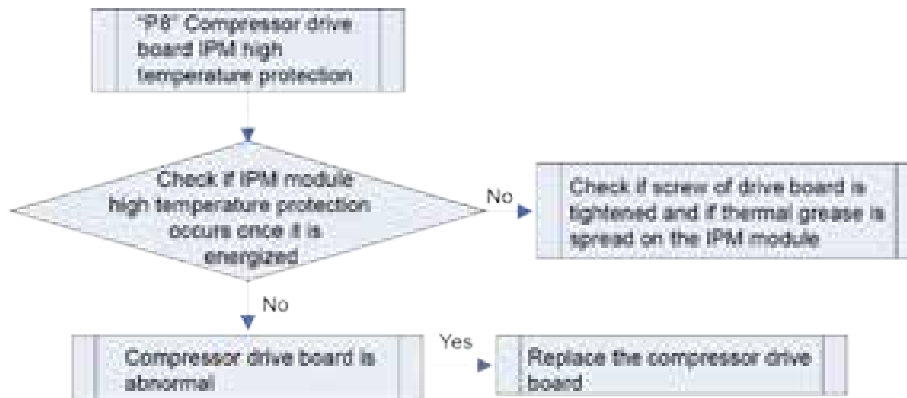 "P8" Compressor drive
board IPM high
temperature protection
Check if IPM module
high temperature protection
occurs once it is
energized
No
Check if screw of drive board is
tightened and if thermal grease is
spread on the IPM module
No
Compressor drive board is
abnormal
Yes
Replace the compressor drive
board